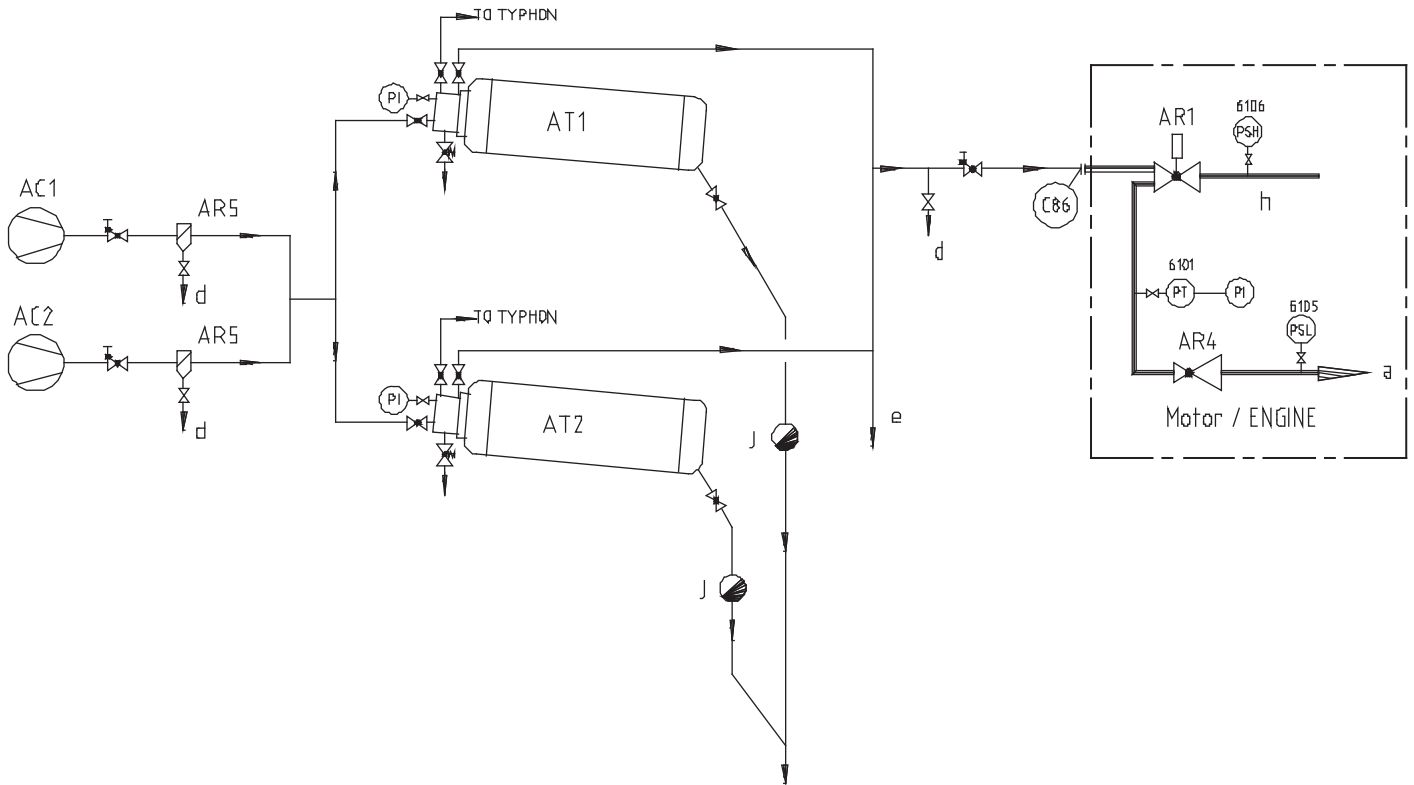 TO TYPHON
PI
AT1
AC1
AR5
d
AC2
AR5
d
TO TYPHON
PI
AT2
J
J
e
d
C86
AR1
6106
PSH
h
6101
PT
PI
6105
PSL
AR4
a
Motor / ENGINE